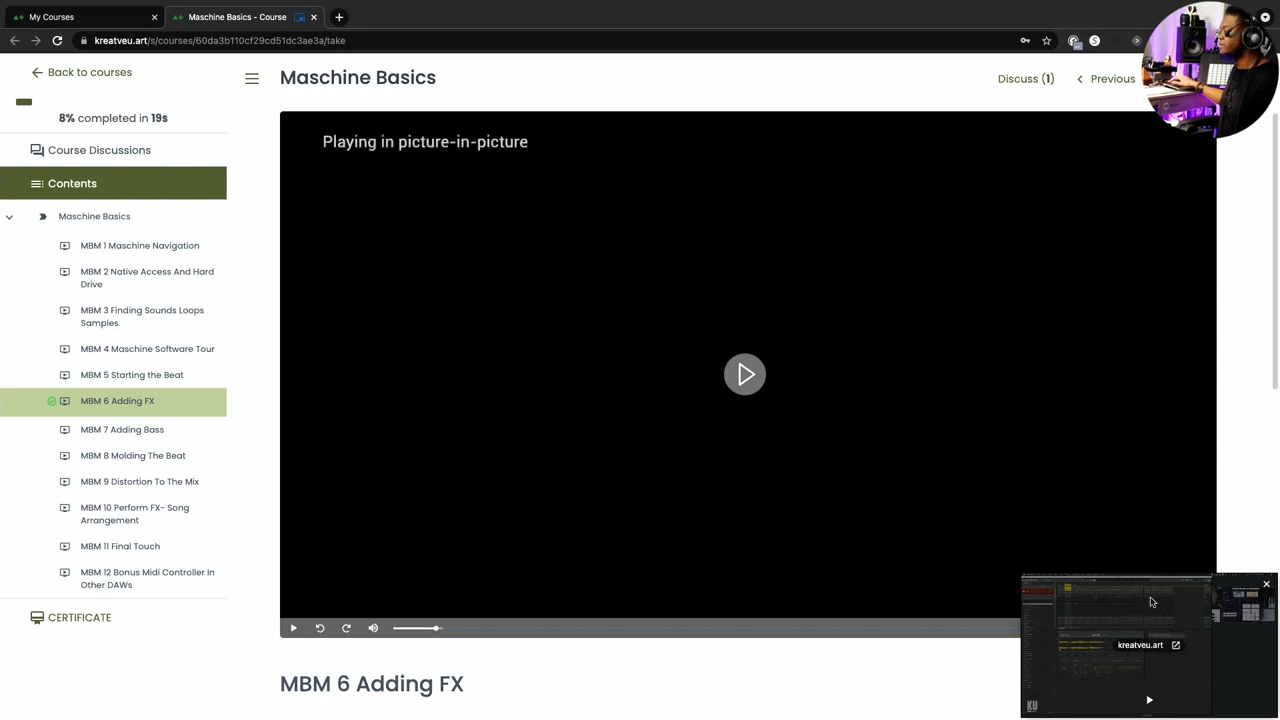 My Courses
Maschine Basics - Course
kreatveu.art/s/courses/60da3b110cf29cd51dc3ae3a/take
Back to courses
8% completed in 19s
Course Discussions
Contents
Maschine Basics
MBM 1 Maschine Navigation
MBM 2 Native Access And Hard
Drive
MBM 3 Finding Sounds Loops
Samples
MBM 4 Maschine Software Tour
MBM 5 Starting the Beat
MBM 6 Adding FX
MBM 7 Adding Bass
MBM 8 Molding The Beat
MBM 9 Distortion To The Mix
MBM 10 Perform FX- Song
Arrangement
MBM 11 Final Touch
MBM 12 Bonus Midi Controller In
Other DAWs
CERTIFICATE
Maschine Basics
Discuss (1)
Previous
Playing in picture-in-picture
MBM 6 Adding FX
kreatveu.art
KU